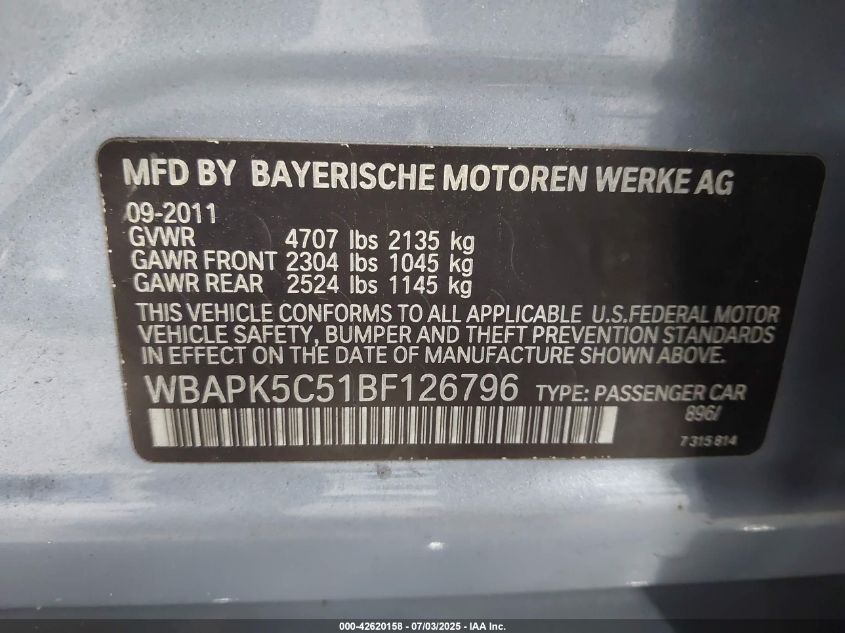 MFD BY BAYERISCHE MOTOREN WERKE AG
09-2011
GVWR 4707 lbs 2135 kg
GAWR FRONT 2304 lbs 1045 kg
GAWR REAR 2524 lbs 1145 kg
THIS VEHICLE CONFORMS TO ALL APPLICABLE U.S.FEDERAL MOTOR
VEHICLE SAFETY, BUMPER AND THEFT PREVENTION STANDARDS
IN EFFECT ON THE DATE OF MANUFACTURE SHOWN ABOVE.
WBAPK5C51BF126796 TYPE: PASSENGER CAR
896/
7 315 814
000-42620158 - 07/03/2025 - IAA Inc.